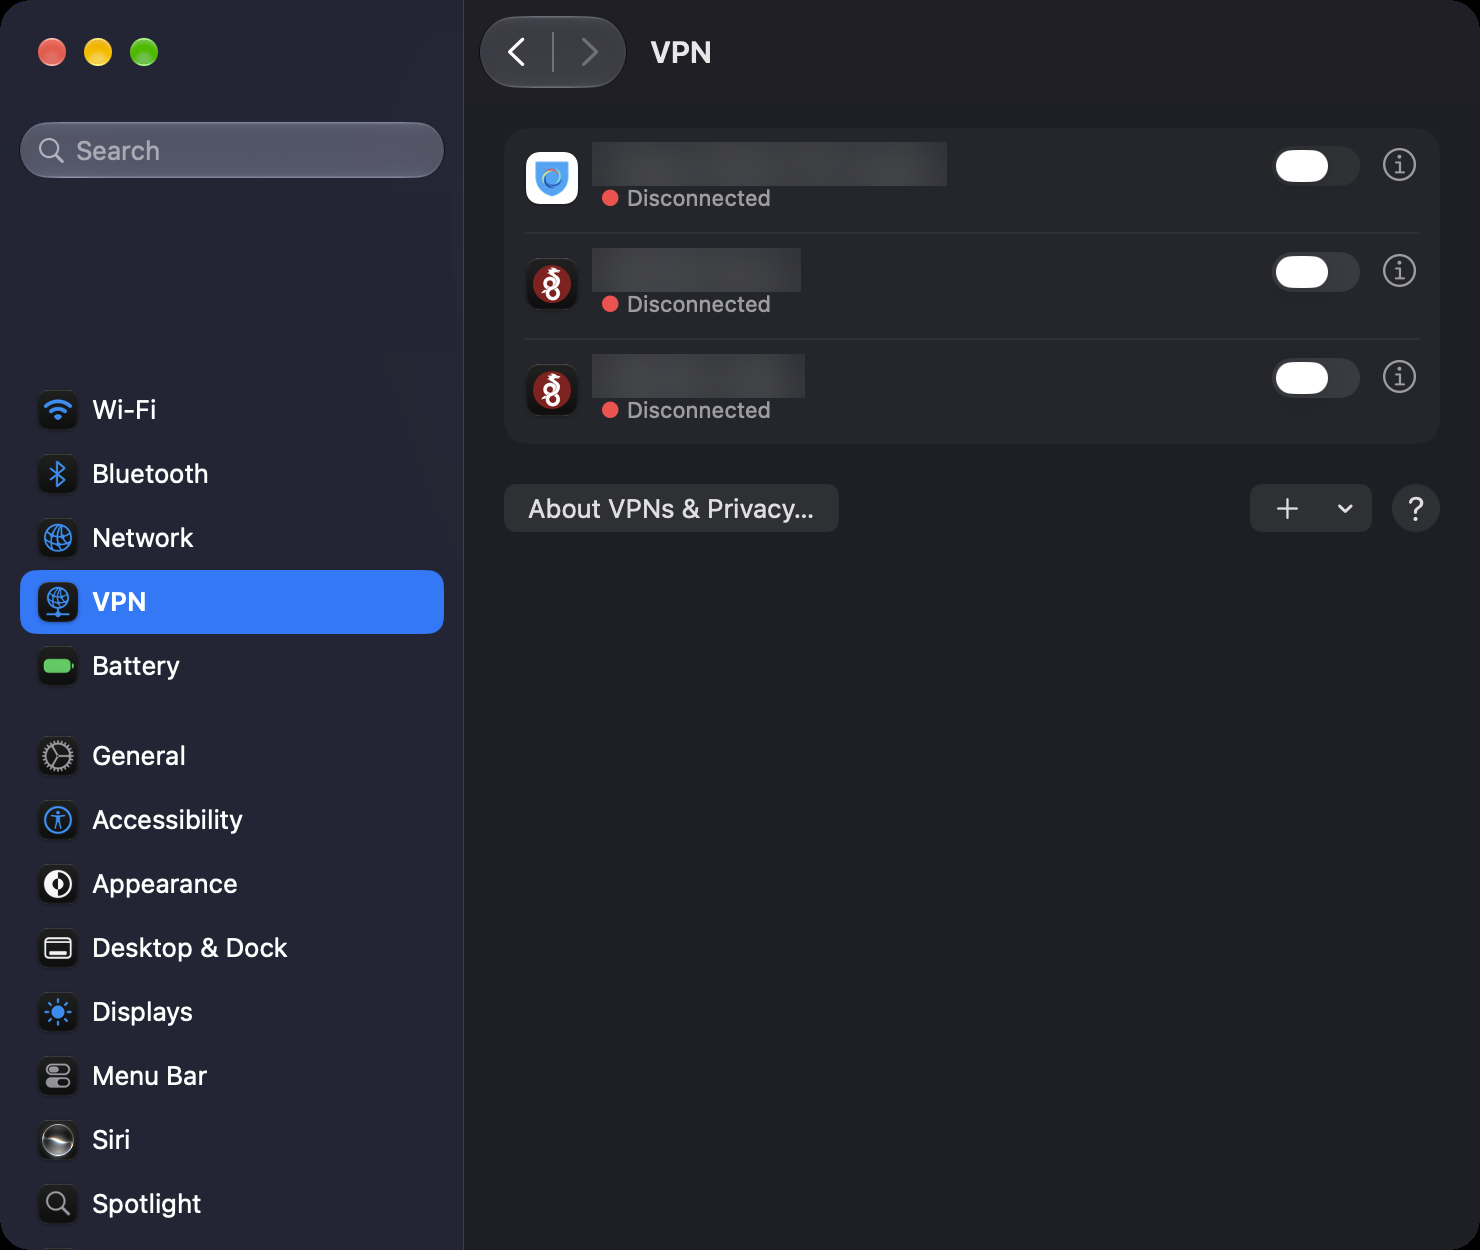 Search
Wi-Fi
Bluetooth
Network
VPN
Battery
General
Accessibility
Appearance
Desktop & Dock
Displays
Menu Bar
Siri
Spotlight
VPN
Disconnected
Disconnected
Disconnected
About VPNs & Privacy...
?